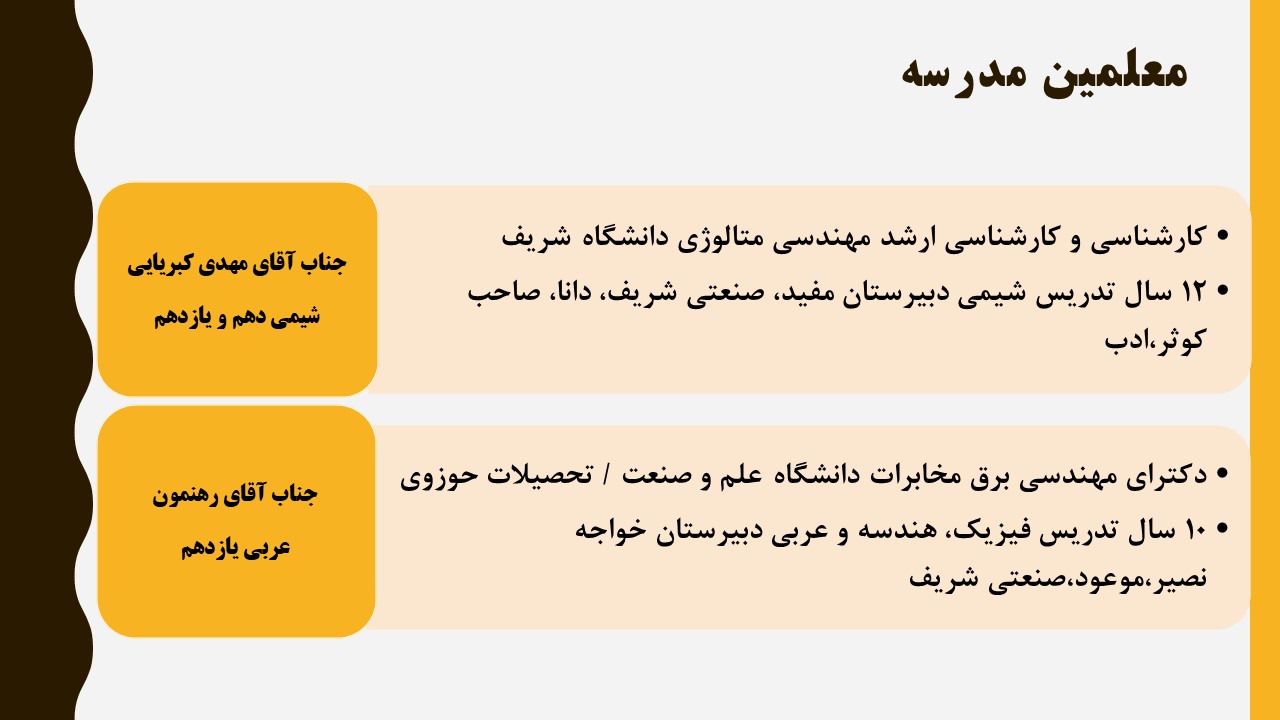 معلمین مدرسه
• کارشناسی و کارشناسی ارشد مهندسی متالوژی دانشگاه شریف
• ۱۲ سال تدریس شیمی دبیرستان مفید، صنعتی شریف، دانا، صاحب
کوثر،ادب
جناب آقای مهدی کبریایی
شیمی دهم و یازدهم
• دکترای مهندسی برق مخابرات دانشگاه علم و صنعت / تحصیلات حوزوی
• ۱۰ سال تدریس فیزیک، هندسه و عربی دبیرستان خواجه
نصیر،موعود،صنعتی شریف
جناب آقای رهنمون
عربی یازدهم